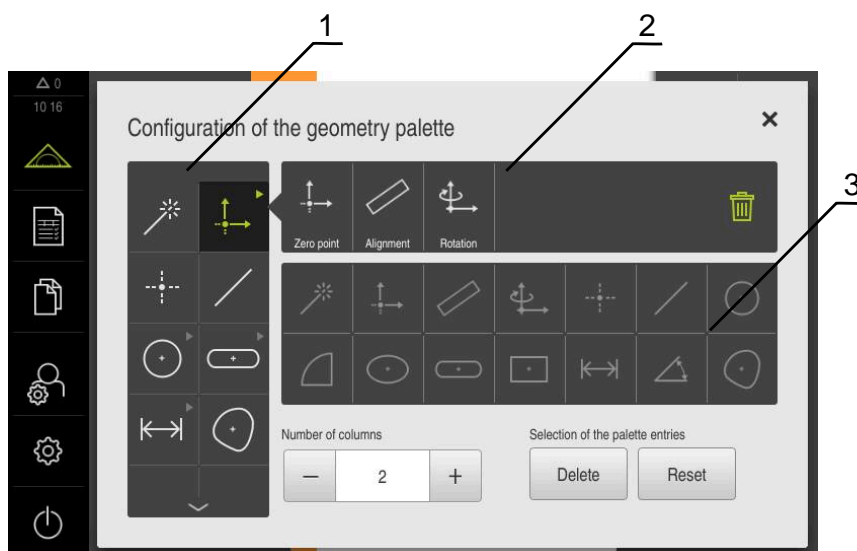 1
2
△ 0
10 16
Configuration of the geometry palette
×
3
Zero point
Alignment
Rotation
Number of columns
Selection of the palette entries
2
Delete
Reset